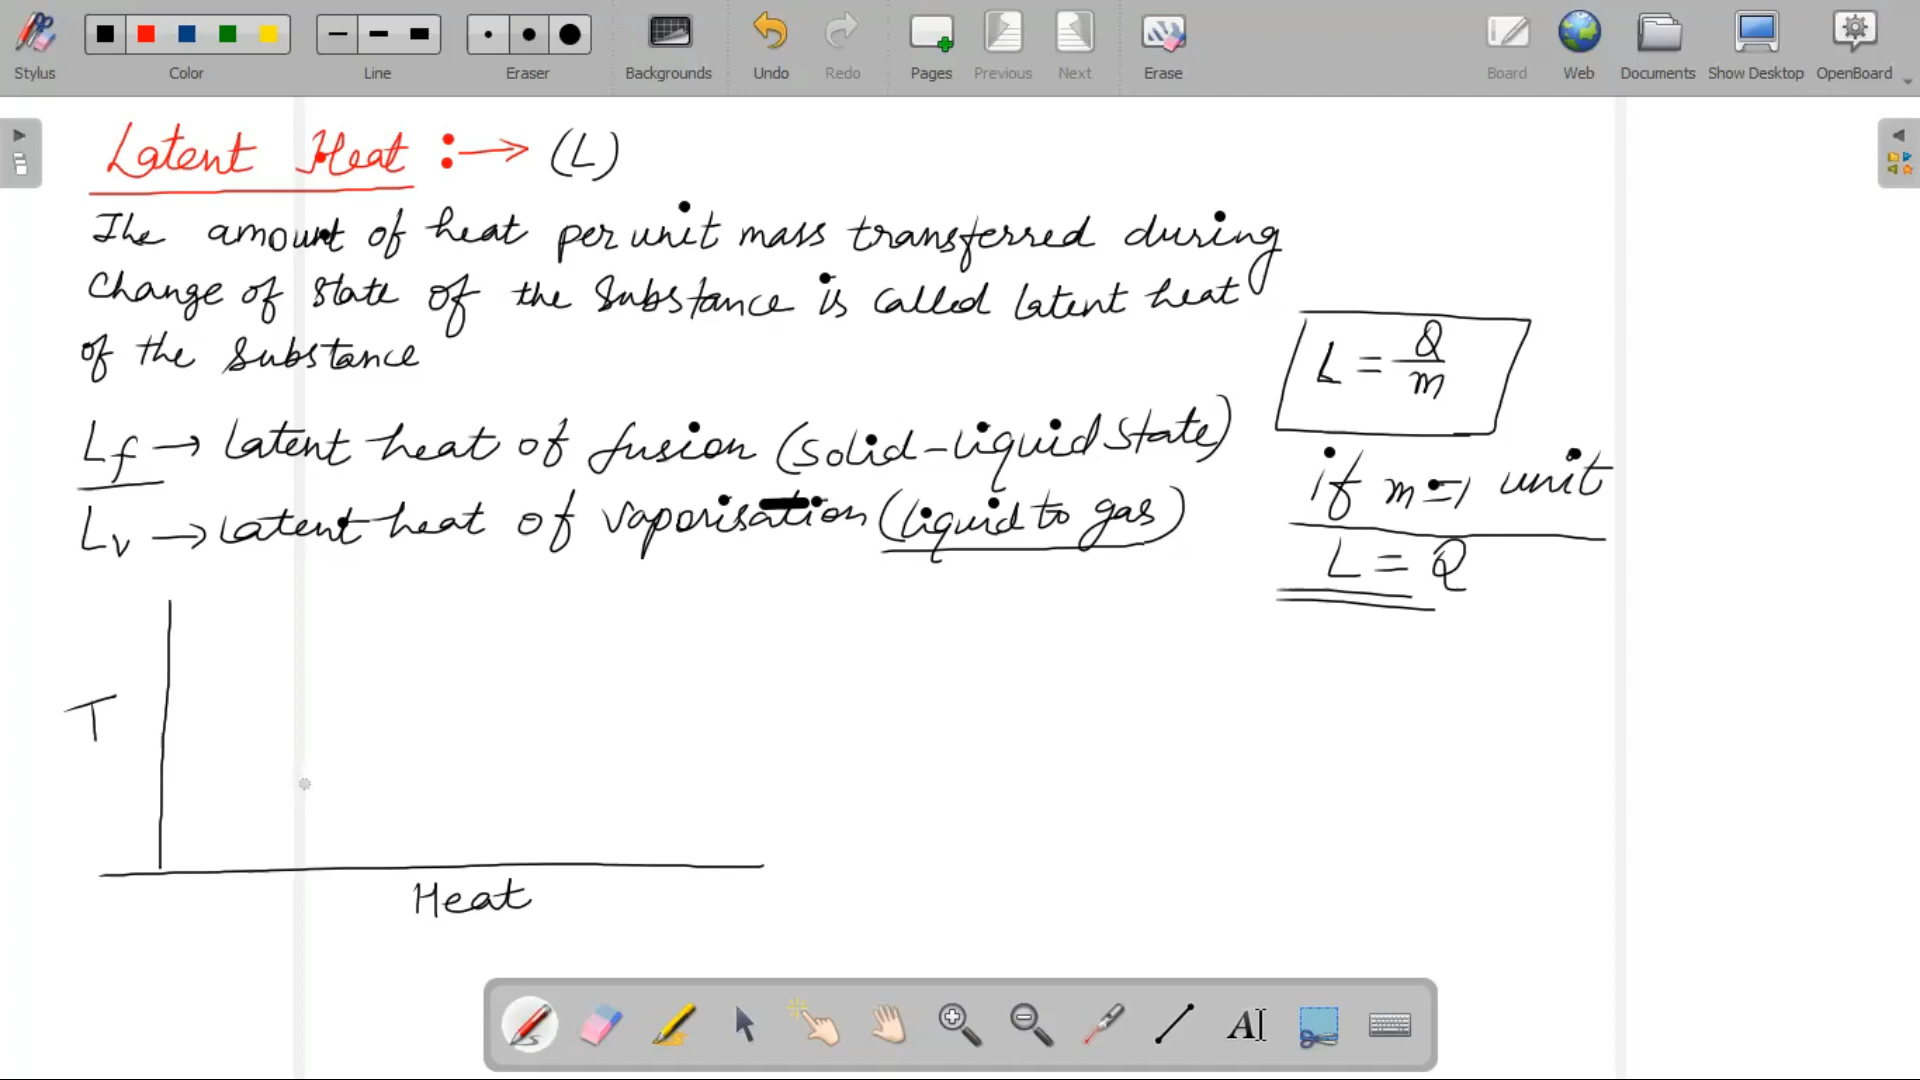 Stylus Color Line Eraser Backgrounds Undo Redo Pages Previous Next Erase Board Web Documents Show Desktop OpenBoard
Latent Heat :→ (L)
The amount of heat per unit mass transferred during
Change of state of the substance is called latent heat
of the substance
L = Q/m
Lf → latent heat of fusion (solid-liquid state)
if m=1 unit
Lv → latent heat of vaporisation (liquid to gas)
L = Q
T
Heat